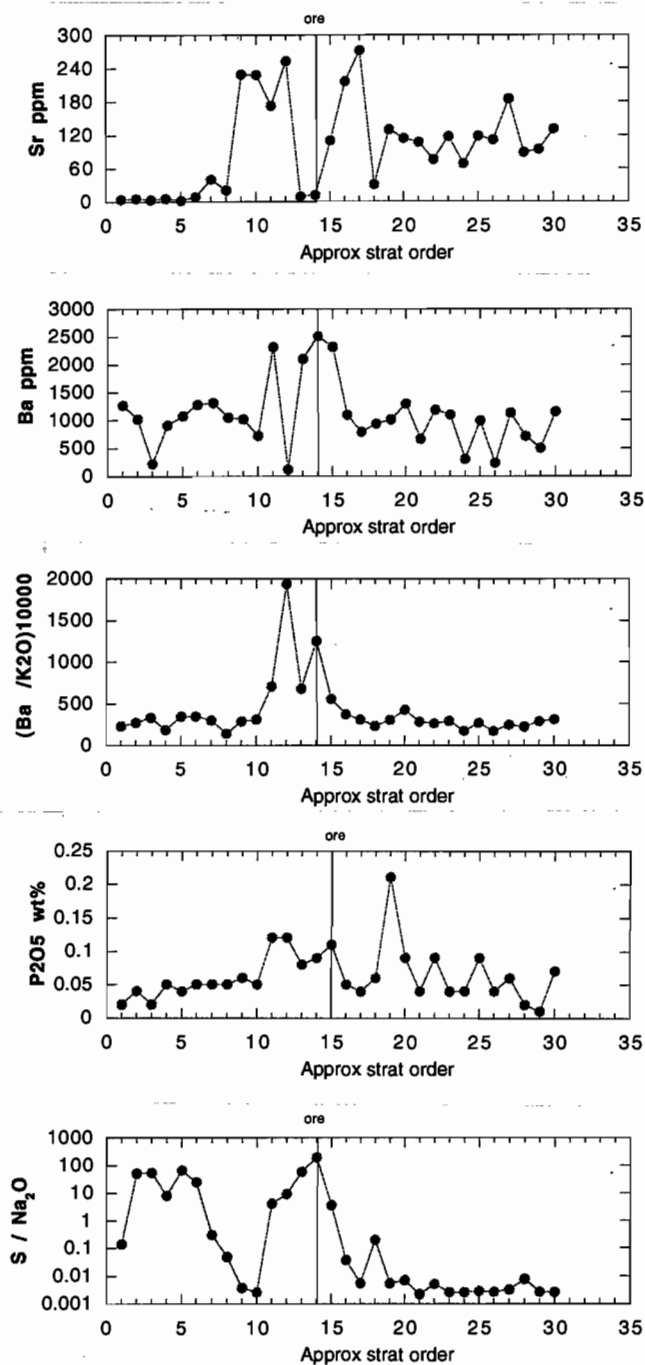 ore
Sr ppm
300
240
180
120
60
0
0 5 10 15 20 25 30 35
Approx strat order
Ba ppm
3000
2500
2000
1500
1000
500
0
0 5 10 15 20 25 30 35
Approx strat order
(Ba /K2O)10000
2000
1500
1000
500
0
0 5 10 15 20 25 30 35
Approx strat order
ore
P2O5 wt%
0.25
0.2
0.15
0.1
0.05
0
0 5 10 15 20 25 30 35
Approx strat order
ore
S / Na₂O
1000
100
10
1
0.1
0.01
0.001
0 5 10 15 20 25 30 35
Approx strat order